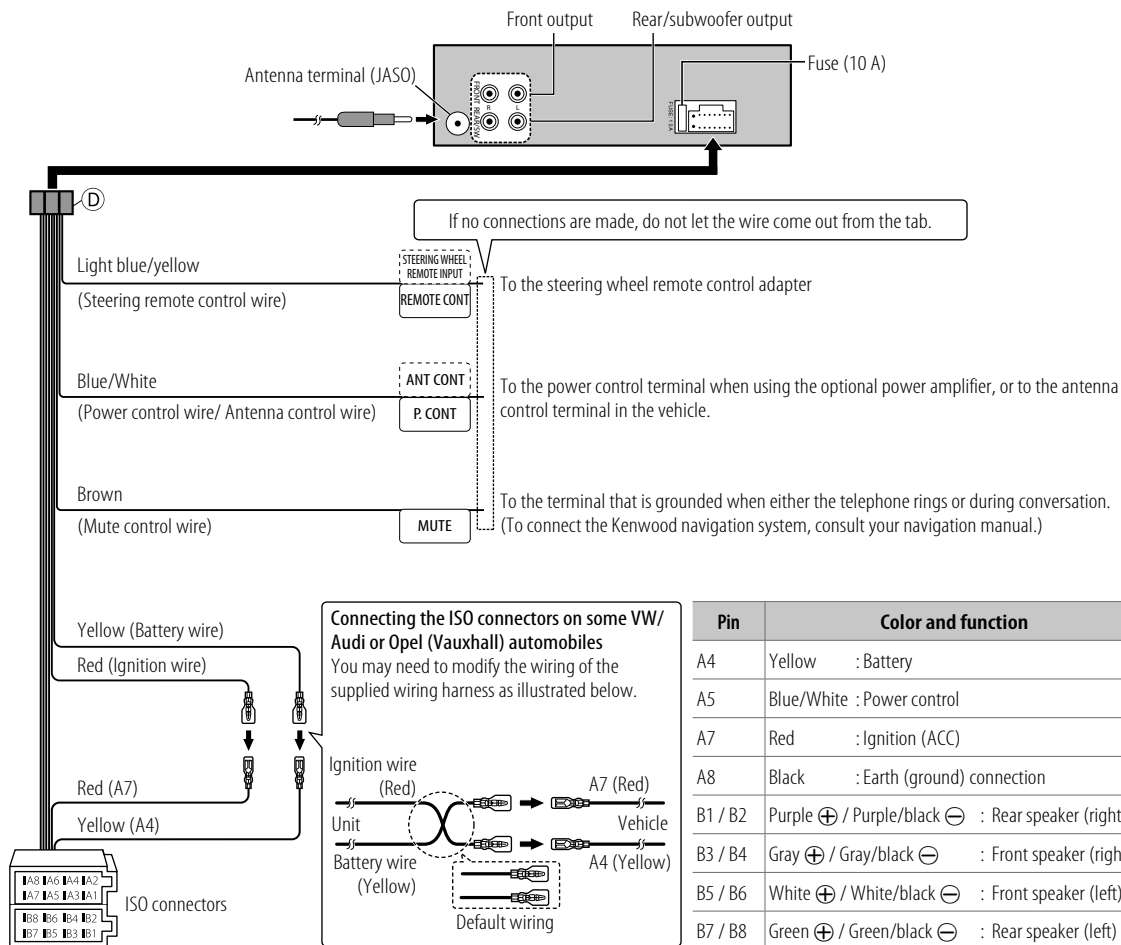 Front output
Rear/subwoofer output
Fuse (10 A)
Antenna terminal (JASO)
FRONT
REAR/SW
R
L
FUSE 10A
D
If no connections are made, do not let the wire come out from the tab.
Light blue/yellow
(Steering remote control wire)
STEERING WHEEL
REMOTE INPUT
REMOTE CONT
To the steering wheel remote control adapter
Blue/White
(Power control wire/ Antenna control wire)
ANT CONT
P. CONT
To the power control terminal when using the optional power amplifier, or to the antenna
control terminal in the vehicle.
Brown
(Mute control wire)
MUTE
To the terminal that is grounded when either the telephone rings or during conversation.
(To connect the Kenwood navigation system, consult your navigation manual.)
Yellow (Battery wire)
Red (Ignition wire)
Red (A7)
Yellow (A4)
A8 A6 A4 A2
A7 A5 A3 A1
B8 B6 B4 B2
B7 B5 B3 B1
ISO connectors
Connecting the ISO connectors on some VW/
Audi or Opel (Vauxhall) automobiles
You may need to modify the wiring of the
supplied wiring harness as illustrated below.
Ignition wire
(Red)
A7 (Red)
Unit
Vehicle
Battery wire
(Yellow)
A4 (Yellow)
Default wiring
Pin Color and function
A4 Yellow : Battery
A5 Blue/White : Power control
A7 Red : Ignition (ACC)
A8 Black : Earth (ground) connection
B1 / B2 Purple ⊕ / Purple/black ⊖ : Rear speaker (right
B3 / B4 Gray ⊕ / Gray/black ⊖ : Front speaker (righ
B5 / B6 White ⊕ / White/black ⊖ : Front speaker (left)
B7 / B8 Green ⊕ / Green/black ⊖ : Rear speaker (left)